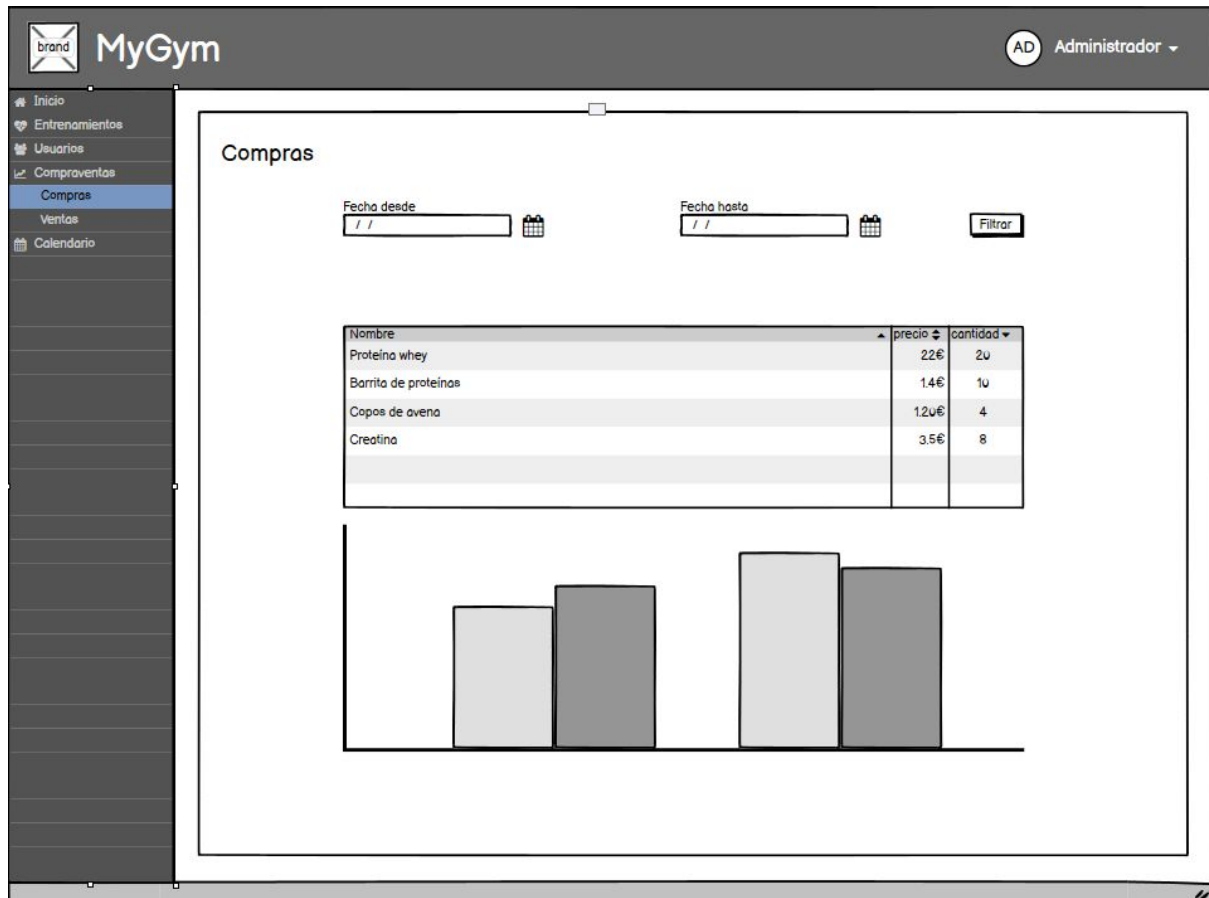 brand
MyGym
AD
Administrador
Inicio
Entrenamientos
Usuarios
Compraventas
Compras
Ventas
Calendario
Compras
Fecha desde
/ /
Fecha hasta
/ /
Filtrar
Nombre precio cantidad
Proteína whey 22€ 20
Barrita de proteínas 1.4€ 10
Copos de avena 1.20€ 4
Creatina 3.5€ 8